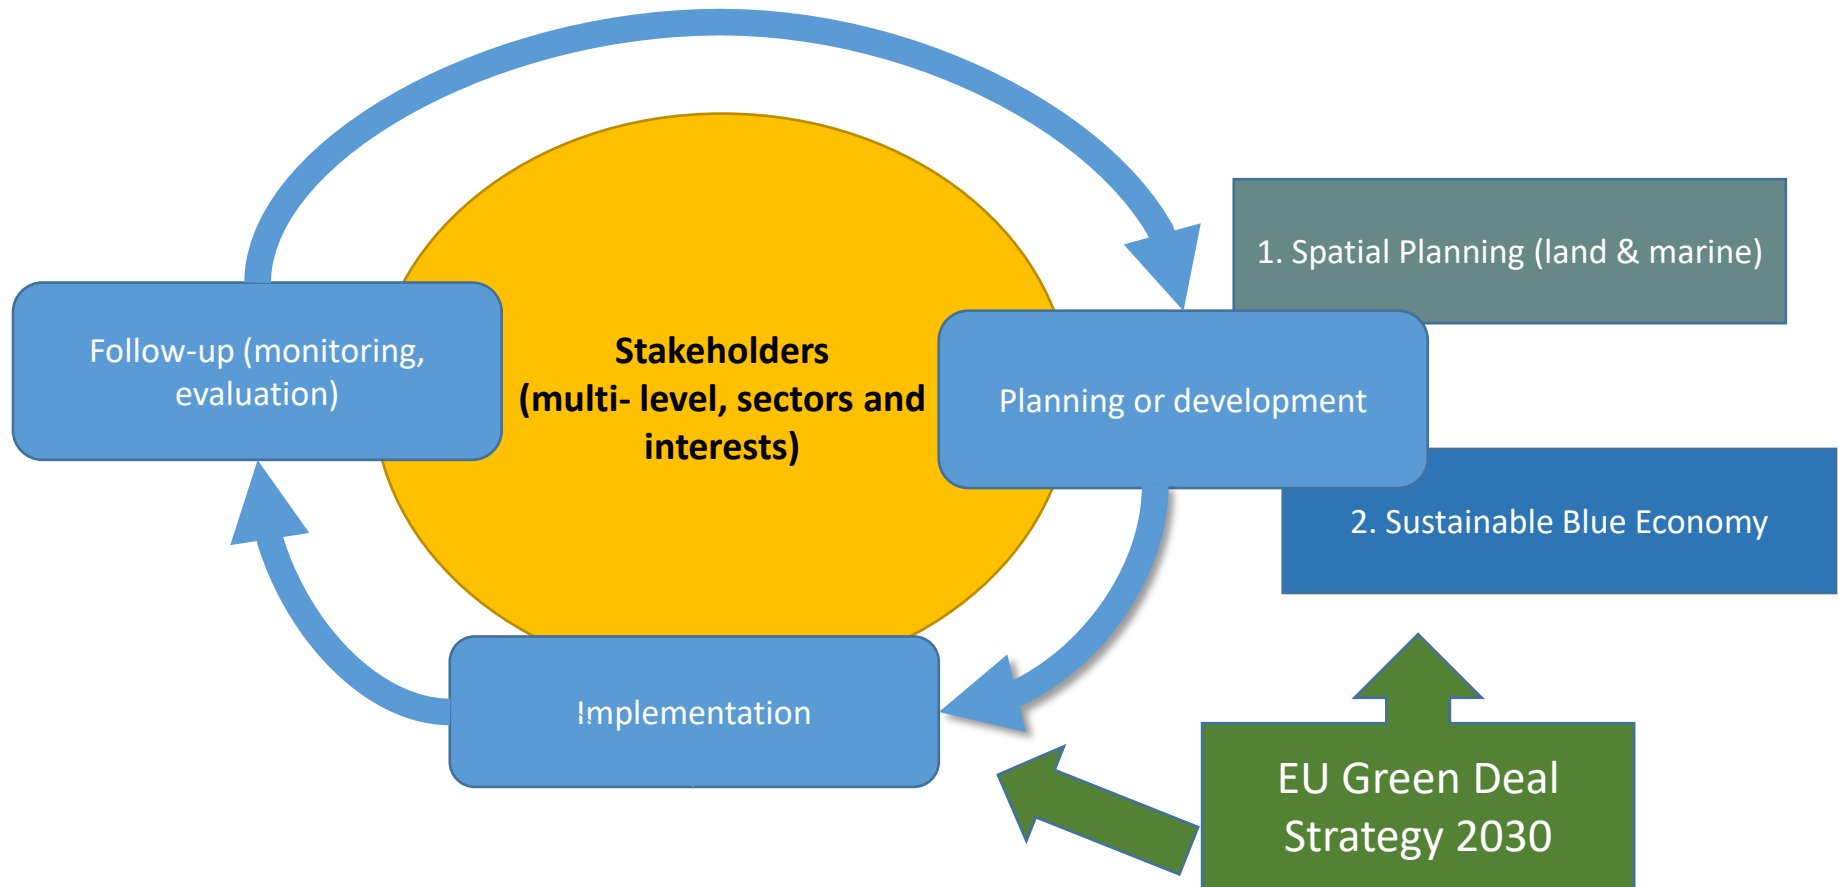 1. Spatial Planning (land & marine)
Follow-up (monitoring,
evaluation)
Stakeholders
(multi- level, sectors and
interests)
Planning or development
2. Sustainable Blue Economy
Implementation
EU Green Deal
Strategy 2030